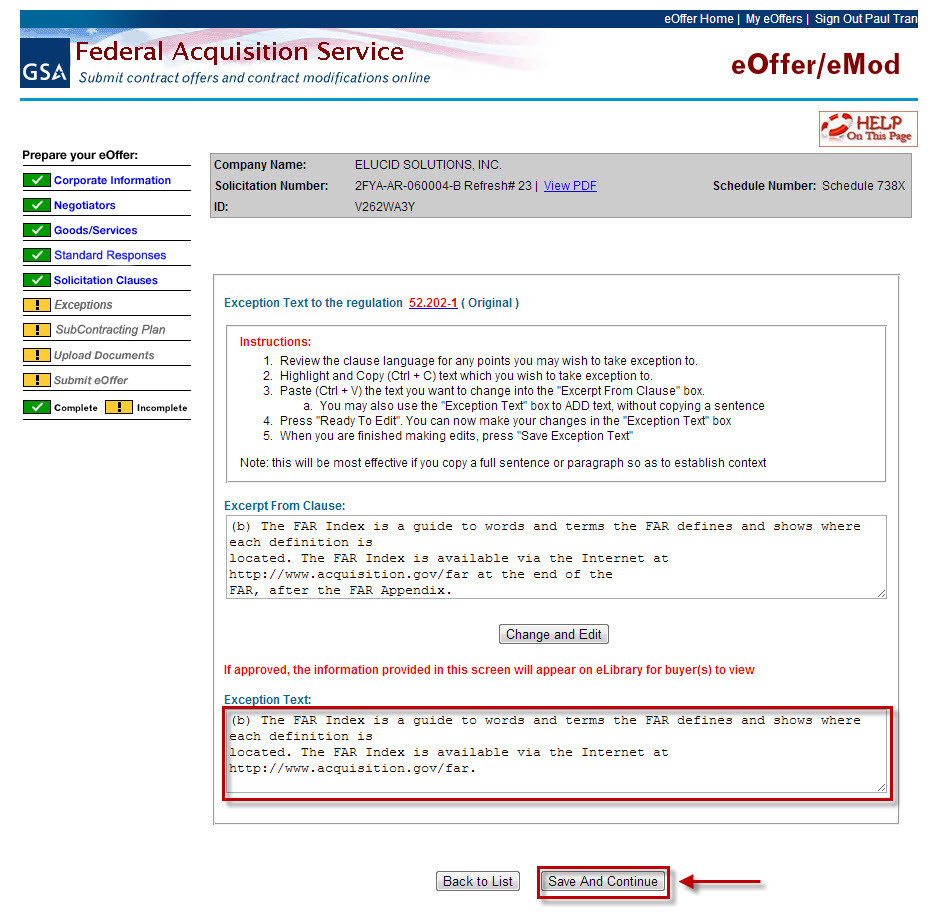 eOffer Home | My eOffers | Sign Out Paul Tran
GSA
Federal Acquisition Service
Submit contract offers and contract modifications online
eOffer/eMod
HELP
On This Page
Prepare your eOffer:
Corporate Information
Negotiators
Goods/Services
Standard Responses
Solicitation Clauses
! Exceptions
! SubContracting Plan
! Upload Documents
! Submit eOffer
Complete ! Incomplete
Company Name: ELUCID SOLUTIONS, INC.
Solicitation Number: 2FYA-AR-060004-B Refresh# 23 | View PDF Schedule Number: Schedule 738X
ID: V262WA3Y
Exception Text to the regulation 52.202-1 ( Original )
Instructions:
1. Review the clause language for any points you may wish to take exception to.
2. Highlight and Copy (Ctrl + C) text which you wish to take exception to.
3. Paste (Ctrl + V) the text you want to change into the "Excerpt From Clause" box.
a. You may also use the "Exception Text" box to ADD text, without copying a sentence
4. Press "Ready To Edit". You can now make your changes in the "Exception Text" box
5. When you are finished making edits, press "Save Exception Text"
Note: this will be most effective if you copy a full sentence or paragraph so as to establish context
Excerpt From Clause:
(b) The FAR Index is a guide to words and terms the FAR defines and shows where
each definition is
located. The FAR Index is available via the Internet at
http://www.acquisition.gov/far at the end of the
FAR, after the FAR Appendix.
Change and Edit
If approved, the information provided in this screen will appear on eLibrary for buyer(s) to view
Exception Text:
(b) The FAR Index is a guide to words and terms the FAR defines and shows where
each definition is
located. The FAR Index is available via the Internet at
http://www.acquisition.gov/far.
Back to List
Save And Continue